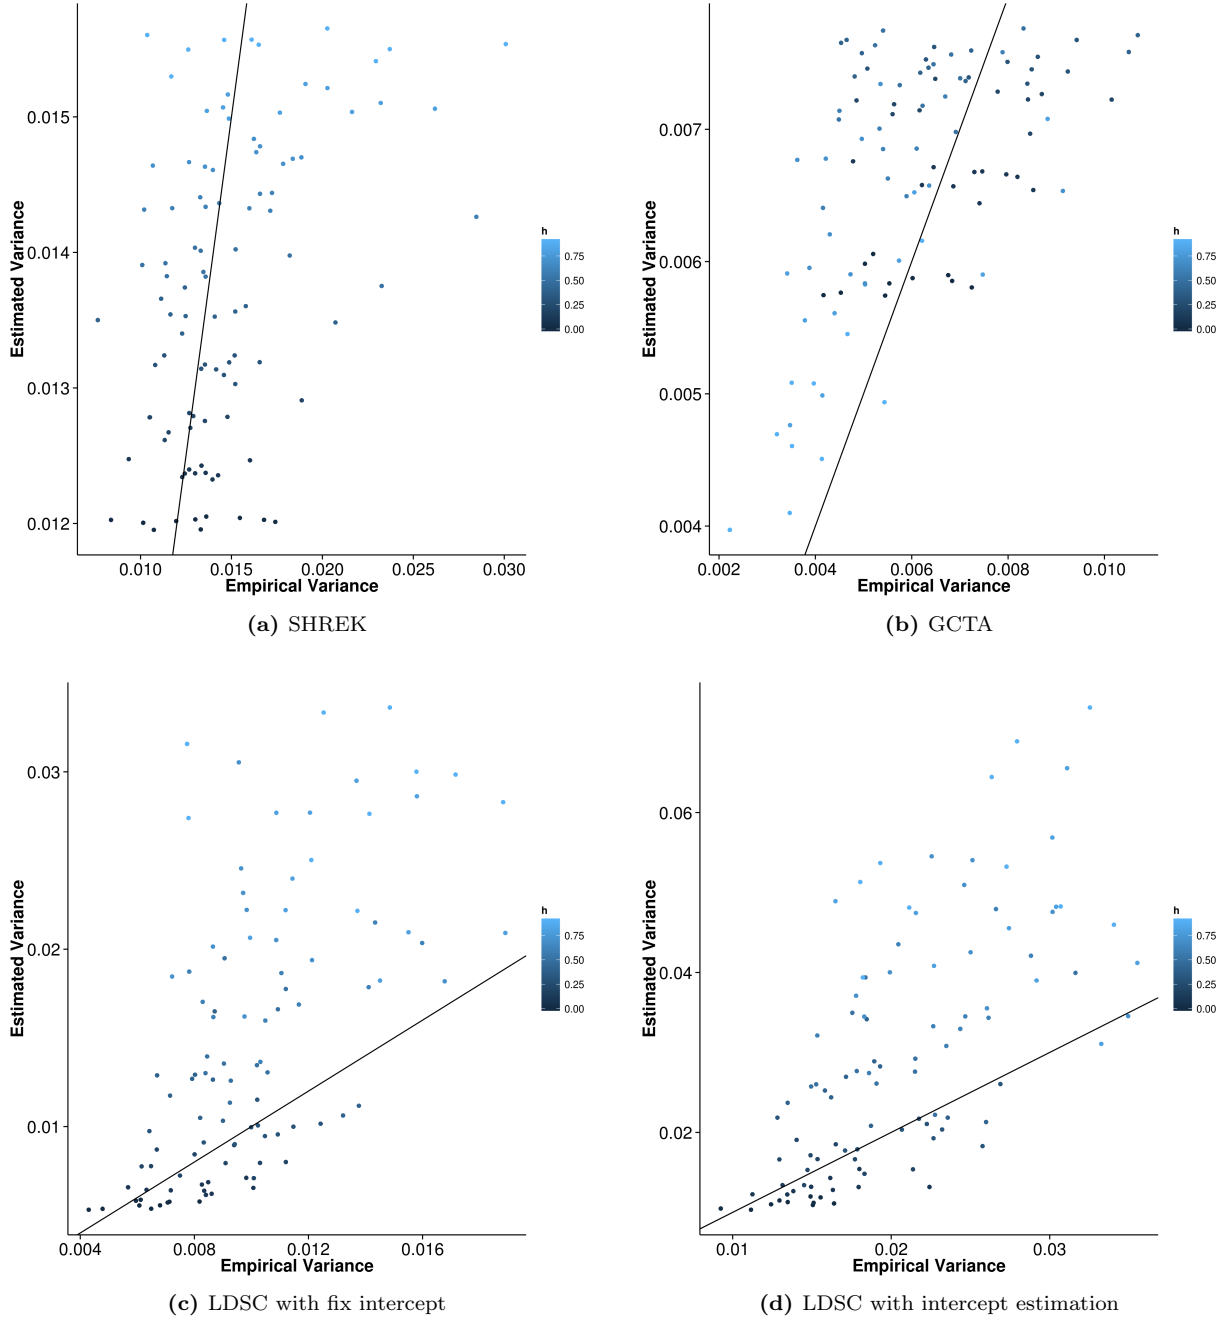 0.015
0.014
0.013
0.012
Estimated Variance
0.010 0.015 0.020 0.025 0.030
Empirical Variance
h
0.75
0.50
0.25
0.00
(a) SHREK
0.007
0.006
0.005
0.004
Estimated Variance
0.002 0.004 0.006 0.008 0.010
Empirical Variance
h
0.75
0.50
0.25
0.00
(b) GCTA
0.03
0.02
0.01
Estimated Variance
0.004 0.008 0.012 0.016
Empirical Variance
h
0.75
0.50
0.25
0.00
(c) LDSC with fix intercept
0.06
0.04
0.02
Estimated Variance
0.01 0.02 0.03
Empirical Variance
h
0.75
0.50
0.25
0.00
(d) LDSC with intercept estimation